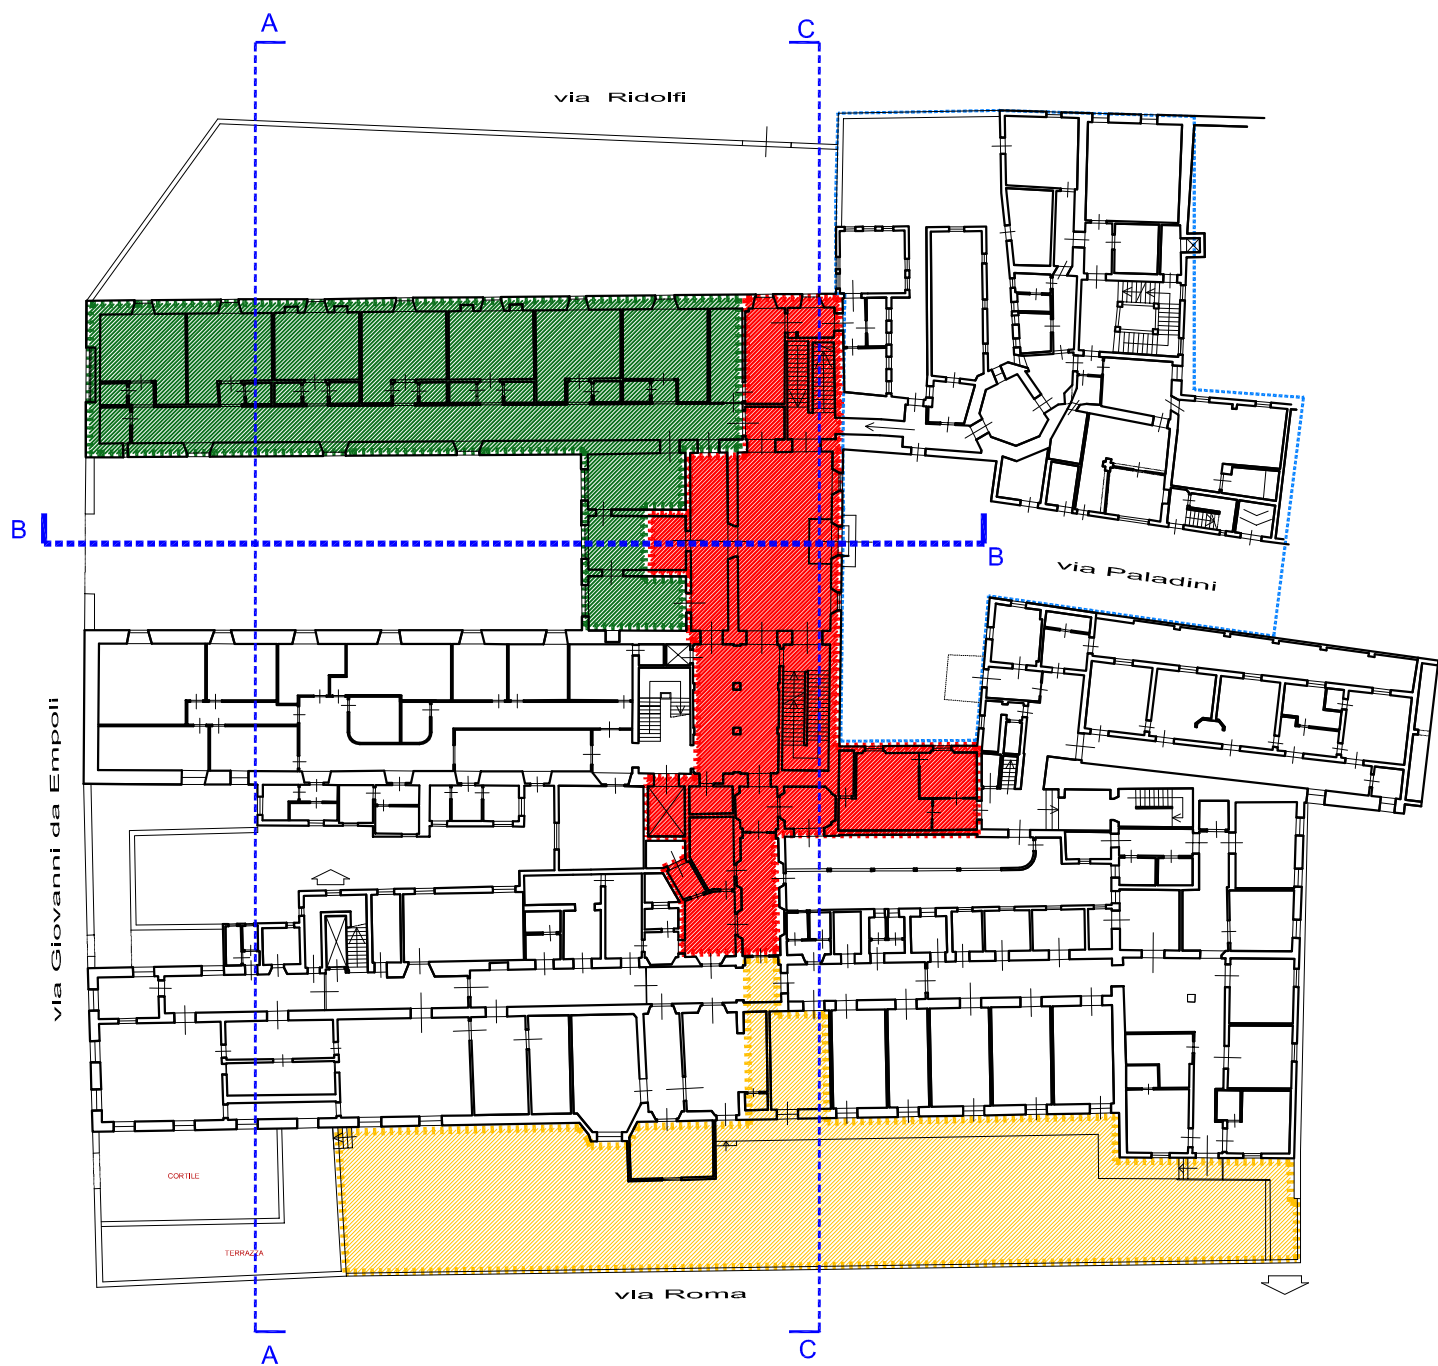 A
C
via Ridolfi
B
B
via Paladini
vIa Giovanni da Empoli
CORTILE
TERRAZZA
vIa Roma
A
C